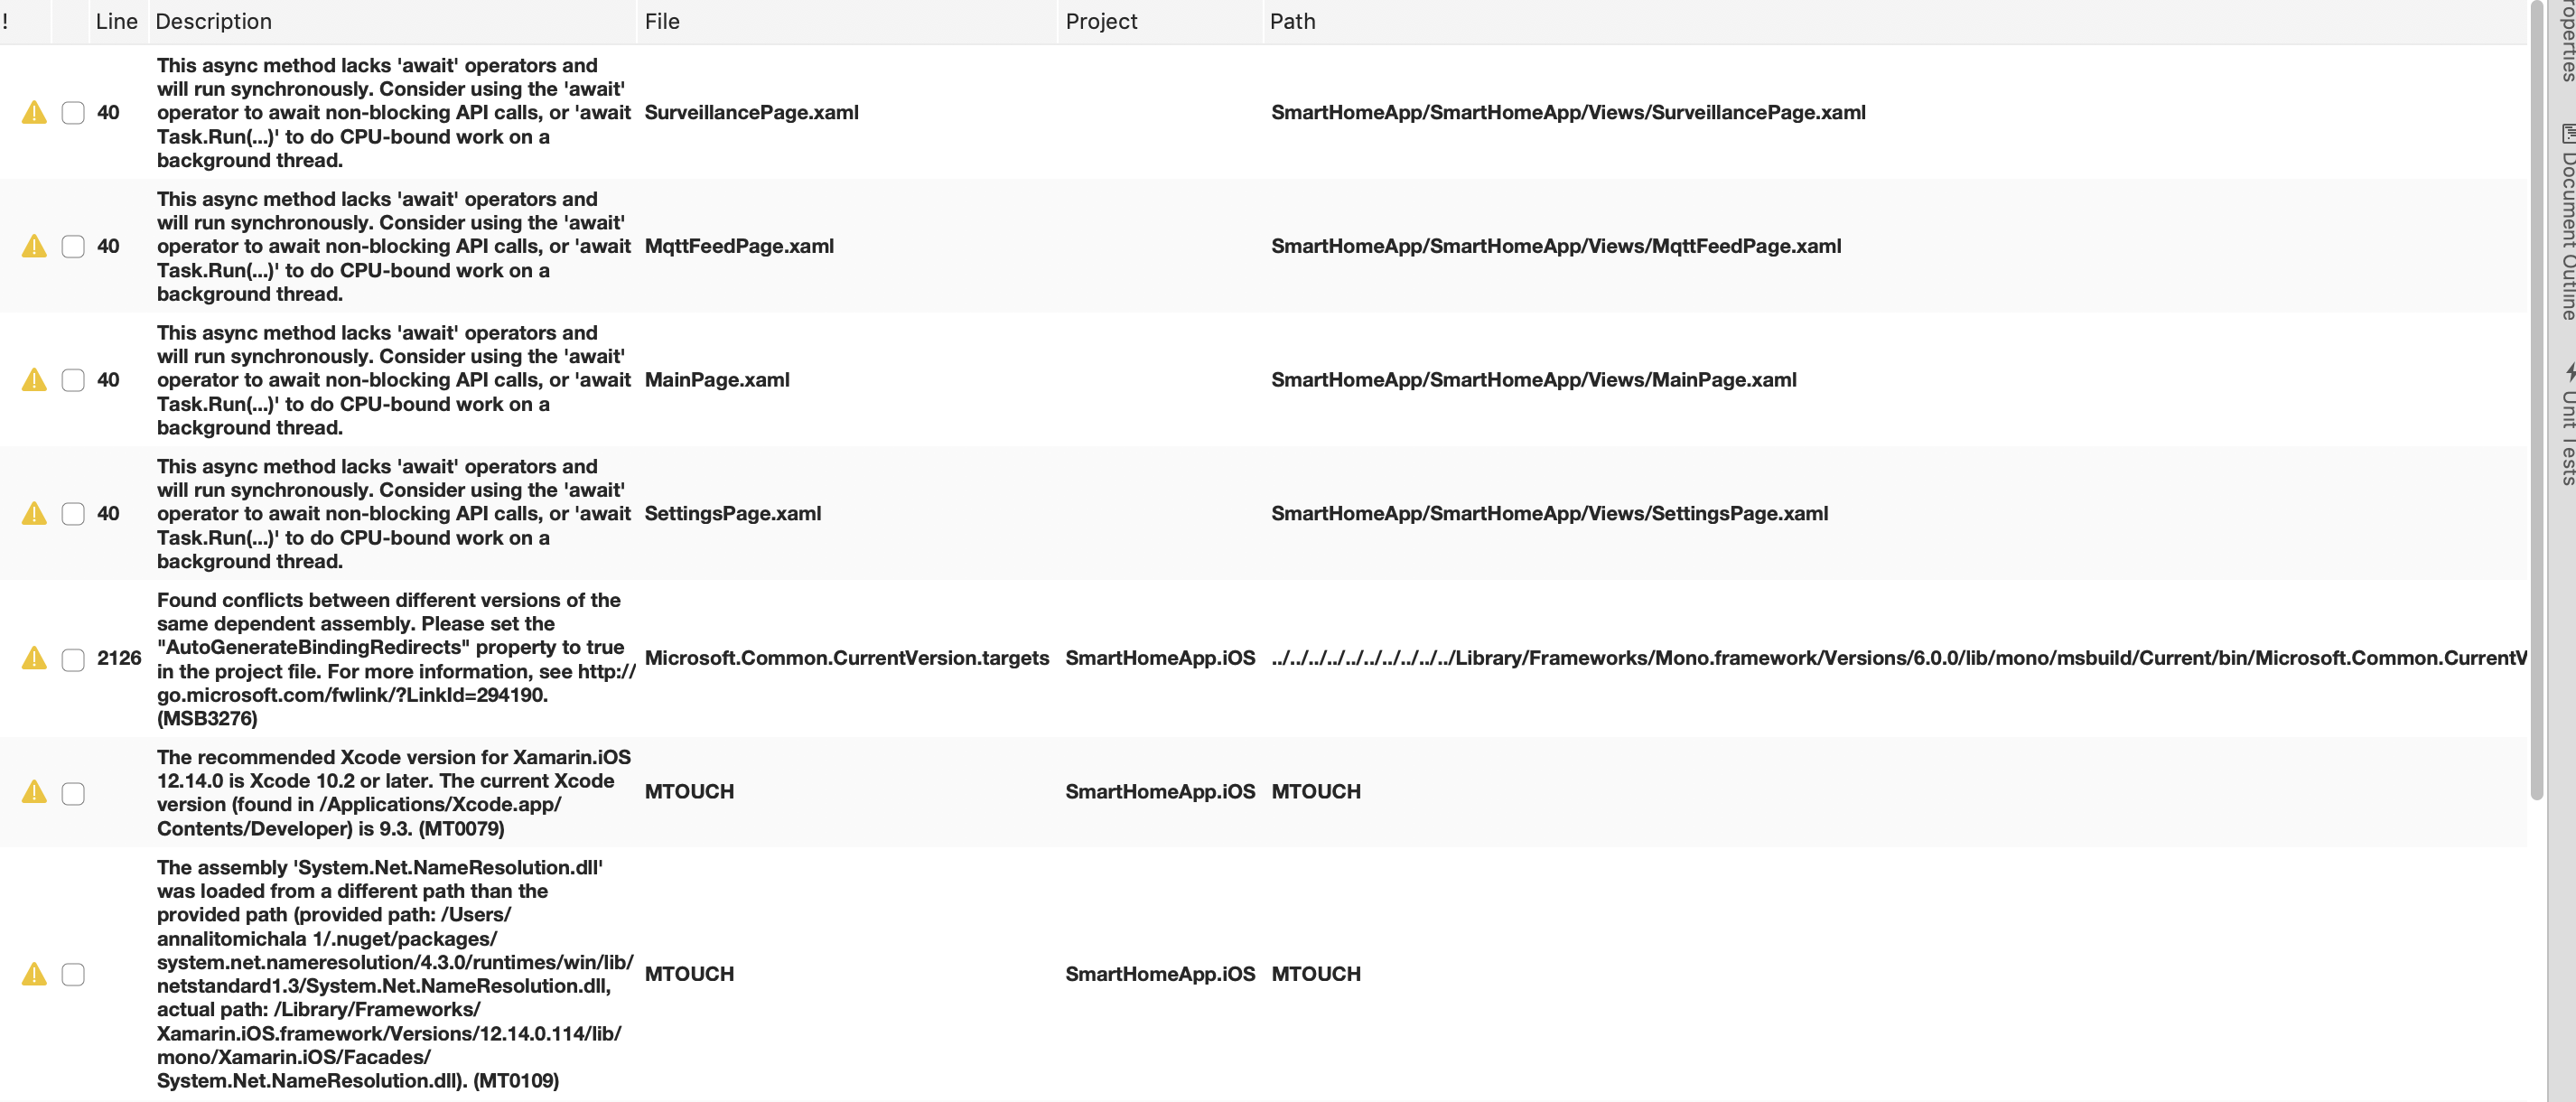 ! Line Description File Project Path
This async method lacks 'await' operators and
will run synchronously. Consider using the 'await'
40 operator to await non-blocking API calls, or 'await SurveillancePage.xaml SmartHomeApp/SmartHomeApp/Views/SurveillancePage.xaml
Task.Run(...)' to do CPU-bound work on a
background thread.
This async method lacks 'await' operators and
will run synchronously. Consider using the 'await'
40 operator to await non-blocking API calls, or 'await MqttFeedPage.xaml SmartHomeApp/SmartHomeApp/Views/MqttFeedPage.xaml
Task.Run(...)' to do CPU-bound work on a
background thread.
This async method lacks 'await' operators and
will run synchronously. Consider using the 'await'
40 operator to await non-blocking API calls, or 'await MainPage.xaml SmartHomeApp/SmartHomeApp/Views/MainPage.xaml
Task.Run(...)' to do CPU-bound work on a
background thread.
This async method lacks 'await' operators and
will run synchronously. Consider using the 'await'
40 operator to await non-blocking API calls, or 'await SettingsPage.xaml SmartHomeApp/SmartHomeApp/Views/SettingsPage.xaml
Task.Run(...)' to do CPU-bound work on a
background thread.
Found conflicts between different versions of the
same dependent assembly. Please set the
"AutoGenerateBindingRedirects" property to true
2126 in the project file. For more information, see http:// Microsoft.Common.CurrentVersion.targets SmartHomeApp.iOS ../../../../../../../../../../Library/Frameworks/Mono.framework/Versions/6.0.0/lib/mono/msbuild/Current/bin/Microsoft.Common.CurrentV
go.microsoft.com/fwlink/?LinkId=294190.
(MSB3276)
The recommended Xcode version for Xamarin.iOS
12.14.0 is Xcode 10.2 or later. The current Xcode
version (found in /Applications/Xcode.app/ MTOUCH SmartHomeApp.iOS MTOUCH
Contents/Developer) is 9.3. (MT0079)
The assembly 'System.Net.NameResolution.dll'
was loaded from a different path than the
provided path (provided path: /Users/
annalitomichala 1/.nuget/packages/
system.net.nameresolution/4.3.0/runtimes/win/lib/ MTOUCH SmartHomeApp.iOS MTOUCH
netstandard1.3/System.Net.NameResolution.dll,
actual path: /Library/Frameworks/
Xamarin.iOS.framework/Versions/12.14.0.114/lib/
mono/Xamarin.iOS/Facades/
System.Net.NameResolution.dll). (MT0109)
roperties
Document Outline
Unit Tests